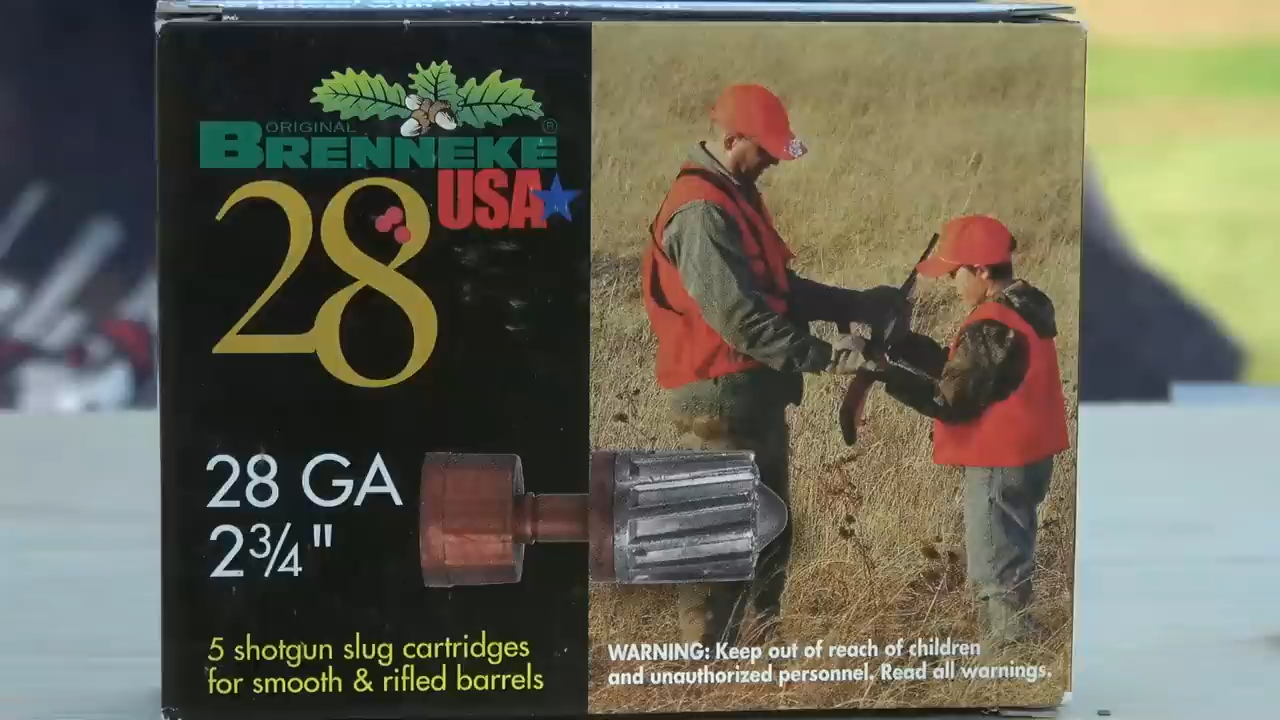 ORIGINAL
BRENNEKE®
USA
28
28 GA
2¾"
5 shotgun slug cartridges
for smooth & rifled barrels
WARNING: Keep out of reach of children
and unauthorized personnel. Read all warnings.